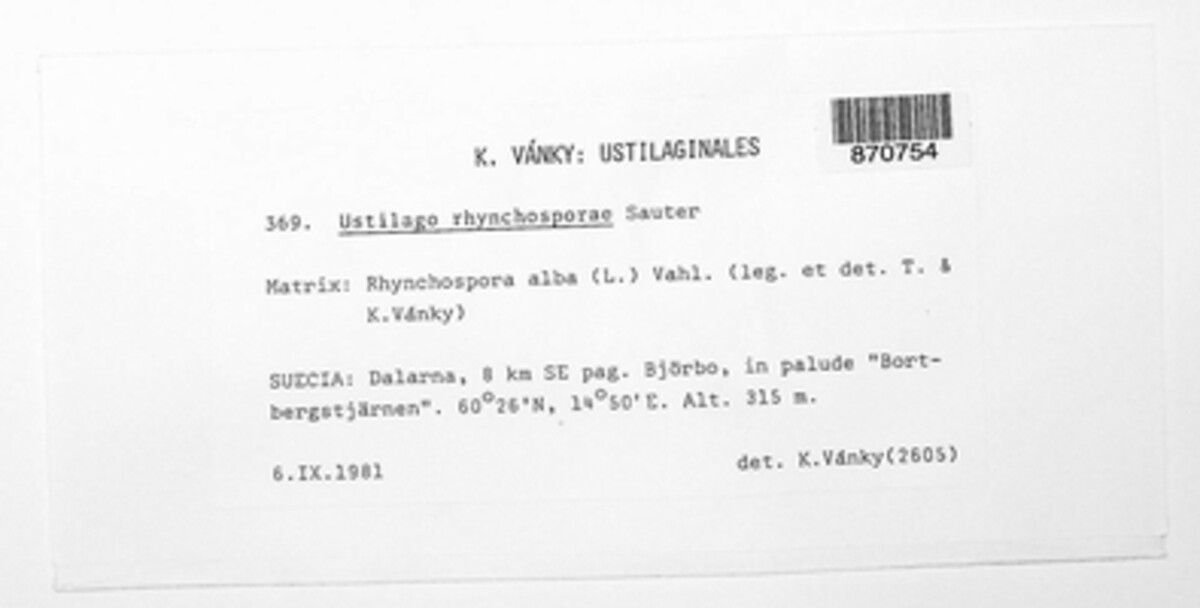 870754
K. VÁNKY: USTILAGINALES
369. Ustilago rhynchosporae Sauter
Matrix: Rhynchospora alba (L.) Vahl. (leg. et det. T. &
K.Vánky)
SUECIA: Dalarna, 8 km SE pag. Björbo, in palude "Bort-
bergstjärnen". 60°26'N, 14°50'E. Alt. 315 m.
6.IX.1981 det. K.Vánky(2605)